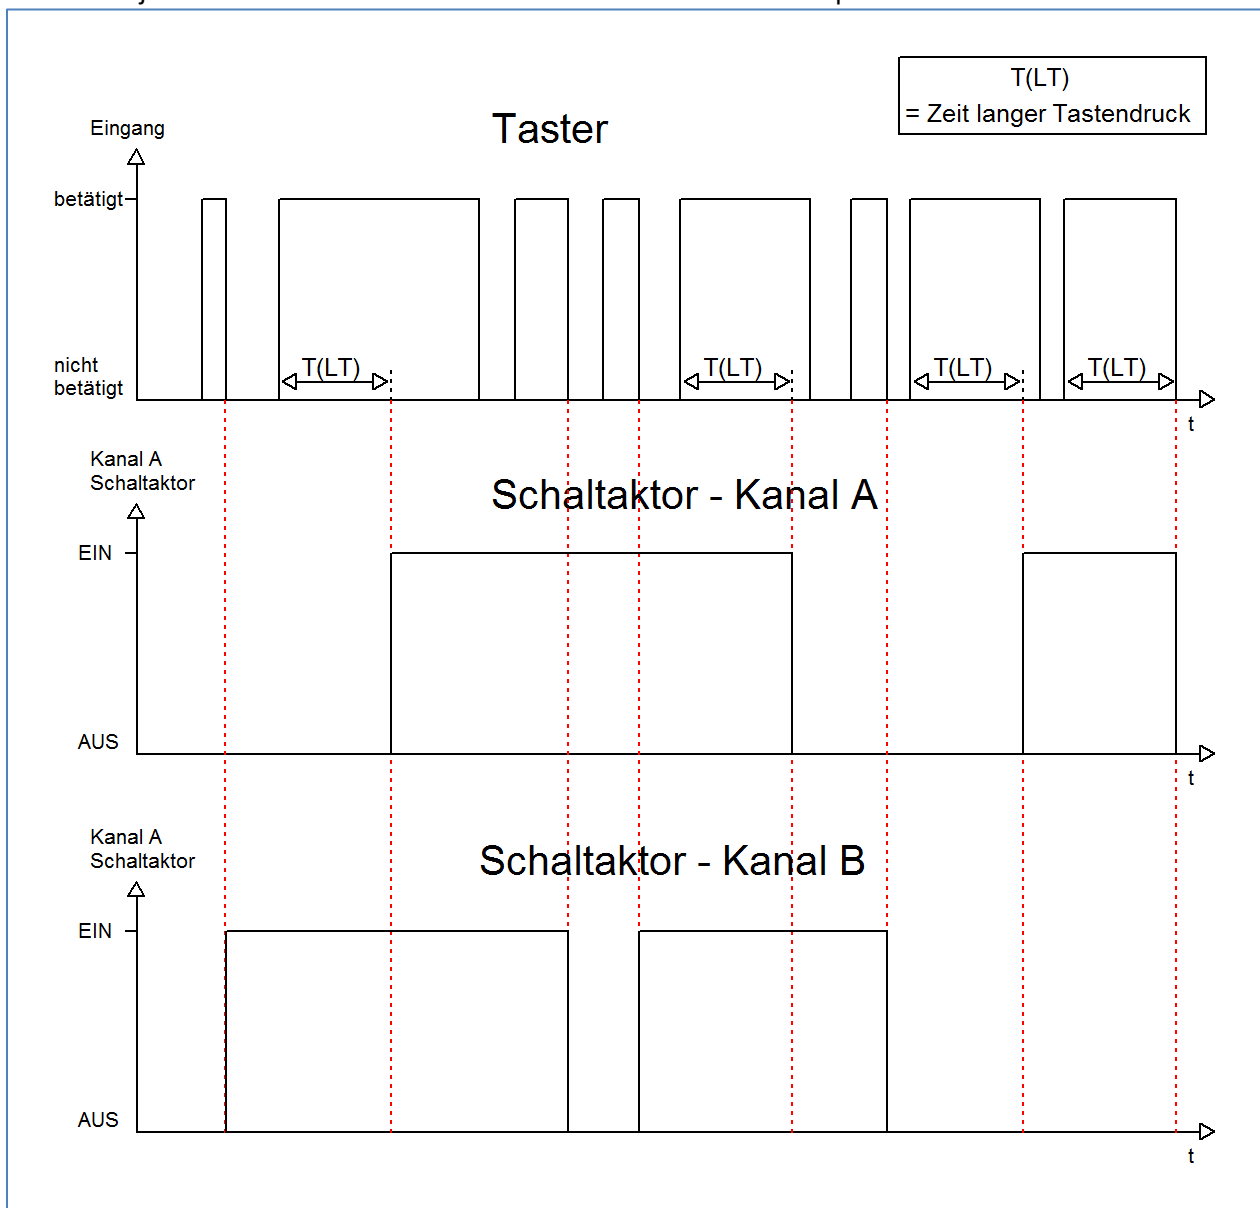 T(LT)
= Zeit langer Tastendruck
Taster
Eingang
betätigt
nicht
betätigt
T(LT)
T(LT)
T(LT)
T(LT)
t
Kanal A
Schaltaktor
Schaltaktor - Kanal A
EIN
AUS
t
Kanal A
Schaltaktor
Schaltaktor - Kanal B
EIN
AUS
t